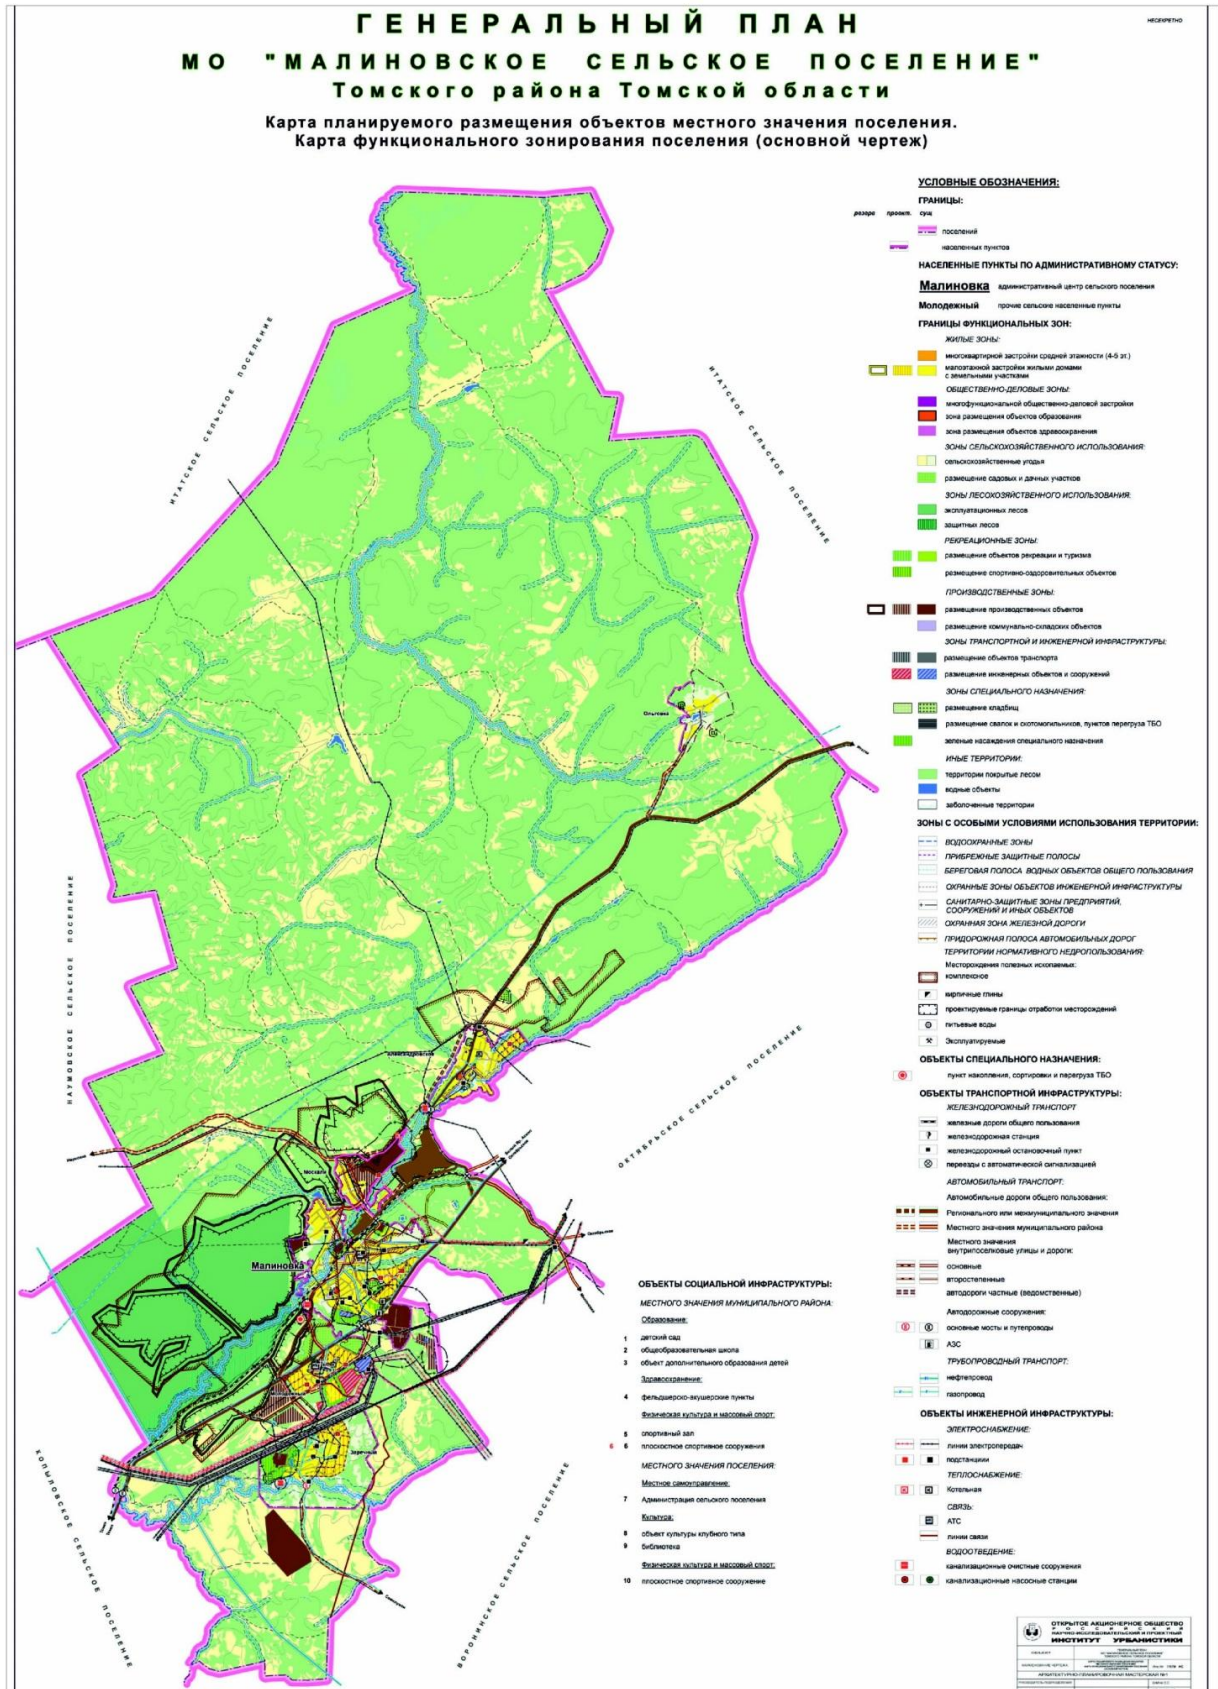 НЕСЕКРЕТНО
ГЕНЕРАЛЬНЫЙ ПЛАН
МО "МАЛИНОВСКОЕ СЕЛЬСКОЕ ПОСЕЛЕНИЕ"
Томского района Томской области
Карта планируемого размещения объектов местного значения поселения.
Карта функционального зонирования поселения (основной чертеж)
ИТАТСКОЕ СЕЛЬСКОЕ ПОСЕЛЕНИЕ
ИТАТСКОЕ СЕЛЬСКОЕ ПОСЕЛЕНИЕ
НАУМОВСКОЕ СЕЛЬСКОЕ ПОСЕЛЕНИЕ
ОКТЯБРЬСКОЕ СЕЛЬСКОЕ ПОСЕЛЕНИЕ
КОПЫЛОВСКОЕ СЕЛЬСКОЕ ПОСЕЛЕНИЕ
ВОРОНИНСКОЕ СЕЛЬСКОЕ ПОСЕЛЕНИЕ
Ольговка
Александровское
Москали
Малиновка
Заречный
УСЛОВНЫЕ ОБОЗНАЧЕНИЯ:
ГРАНИЦЫ:
резерв проект. сущ
поселений
населенных пунктов
НАСЕЛЕННЫЕ ПУНКТЫ ПО АДМИНИСТРАТИВНОМУ СТАТУСУ:
Малиновка административный центр сельского поселения
Молодежный прочие сельские населенные пункты
ГРАНИЦЫ ФУНКЦИОНАЛЬНЫХ ЗОН:
ЖИЛЫЕ ЗОНЫ:
многоквартирной застройки средней этажности (4-5 эт.)
малоэтажной застройки жилыми домами
с земельными участками
ОБЩЕСТВЕННО-ДЕЛОВЫЕ ЗОНЫ:
многофункциональной общественно-деловой застройки
зона размещения объектов образования
зона размещения объектов здравоохранения
ЗОНЫ СЕЛЬСКОХОЗЯЙСТВЕННОГО ИСПОЛЬЗОВАНИЯ:
сельскохозяйственные угодья
размещение садовых и дачных участков
ЗОНЫ ЛЕСОХОЗЯЙСТВЕННОГО ИСПОЛЬЗОВАНИЯ:
эксплуатационных лесов
защитных лесов
РЕКРЕАЦИОННЫЕ ЗОНЫ:
размещение объектов рекреации и туризма
размещение спортивно-оздоровительных объектов
ПРОИЗВОДСТВЕННЫЕ ЗОНЫ:
размещение производственных объектов
размещение коммунально-складских объектов
ЗОНЫ ТРАНСПОРТНОЙ И ИНЖЕНЕРНОЙ ИНФРАСТРУКТУРЫ:
размещение объектов транспорта
размещение инженерных объектов и сооружений
ЗОНЫ СПЕЦИАЛЬНОГО НАЗНАЧЕНИЯ:
размещение кладбищ
размещение свалок и скотомогильников, пунктов перегруза ТБО
зеленые насаждения специального назначения
ИНЫЕ ТЕРРИТОРИИ:
территории покрытые лесом
водные объекты
заболоченные территории
ЗОНЫ С ОСОБЫМИ УСЛОВИЯМИ ИСПОЛЬЗОВАНИЯ ТЕРРИТОРИИ:
ВОДООХРАННЫЕ ЗОНЫ
ПРИБРЕЖНЫЕ ЗАЩИТНЫЕ ПОЛОСЫ
БЕРЕГОВАЯ ПОЛОСА ВОДНЫХ ОБЪЕКТОВ ОБЩЕГО ПОЛЬЗОВАНИЯ
ОХРАННЫЕ ЗОНЫ ОБЪЕКТОВ ИНЖЕНЕРНОЙ ИНФРАСТРУКТУРЫ
САНИТАРНО-ЗАЩИТНЫЕ ЗОНЫ ПРЕДПРИЯТИЙ,
СООРУЖЕНИЙ И ИНЫХ ОБЪЕКТОВ
ОХРАННАЯ ЗОНА ЖЕЛЕЗНОЙ ДОРОГИ
ПРИДОРОЖНАЯ ПОЛОСА АВТОМОБИЛЬНЫХ ДОРОГ
ТЕРРИТОРИИ НОРМАТИВНОГО НЕДРОПОЛЬЗОВАНИЯ:
Месторождения полезных ископаемых:
комплексное
кирпичные глины
проектируемые границы отработки месторождений
питьевые воды
Эксплуатируемые
ОБЪЕКТЫ СПЕЦИАЛЬНОГО НАЗНАЧЕНИЯ:
пункт накопления, сортировки и перегруза ТБО
ОБЪЕКТЫ ТРАНСПОРТНОЙ ИНФРАСТРУКТУРЫ:
ЖЕЛЕЗНОДОРОЖНЫЙ ТРАНСПОРТ
железные дороги общего пользования
железнодорожная станция
железнодорожный остановочный пункт
переезды с автоматической сигнализацией
АВТОМОБИЛЬНЫЙ ТРАНСПОРТ:
Автомобильные дороги общего пользования:
Регионального или межмуниципального значения
Местного значения муниципального района
Местного значения
внутрипоселковые улицы и дороги:
основные
второстепенные
автодороги частные (ведомственные)
Автодорожные сооружения:
основные мосты и путепроводы
АЗС
ТРУБОПРОВОДНЫЙ ТРАНСПОРТ:
нефтепровод
газопровод
ОБЪЕКТЫ ИНЖЕНЕРНОЙ ИНФРАСТРУКТУРЫ:
ЭЛЕКТРОСНАБЖЕНИЕ:
линии электропередач
подстанциии
ТЕПЛОСНАБЖЕНИЕ:
Котельная
СВЯЗЬ:
АТС
линии связи
ВОДООТВЕДЕНИЕ:
канализационные очистные сооружения
канализационные насосные станции
ОБЪЕКТЫ СОЦИАЛЬНОЙ ИНФРАСТРУКТУРЫ:
МЕСТНОГО ЗНАЧЕНИЯ МУНИЦИПАЛЬНОГО РАЙОНА:
Образование:
1 детский сад
2 общеобразовательная школа
3 объект дополнительного образования детей
Здравоохранение:
4 фельдшерско-акушерские пункты
Физическая культура и массовый спорт:
5 спортивный зал
6 6 плоскостное спортивное сооружения
МЕСТНОГО ЗНАЧЕНИЯ ПОСЕЛЕНИЯ:
Местное самоуправление:
7 Администрация сельского поселения
Культура:
8 объект культуры клубного типа
9 библиотека
Физическая культура и массовый спорт:
10 плоскостное спортивное сооружение
ОТКРЫТОЕ АКЦИОНЕРНОЕ ОБЩЕСТВО
РОССИЙСКИЙ
НАУЧНО-ИССЛЕДОВАТЕЛЬСКИЙ И ПРОЕКТНЫЙ
ИНСТИТУТ УРБАНИСТИКИ
АРХИТЕКТУРНО-ПЛАНИРОВОЧНАЯ МАСТЕРСКАЯ №1